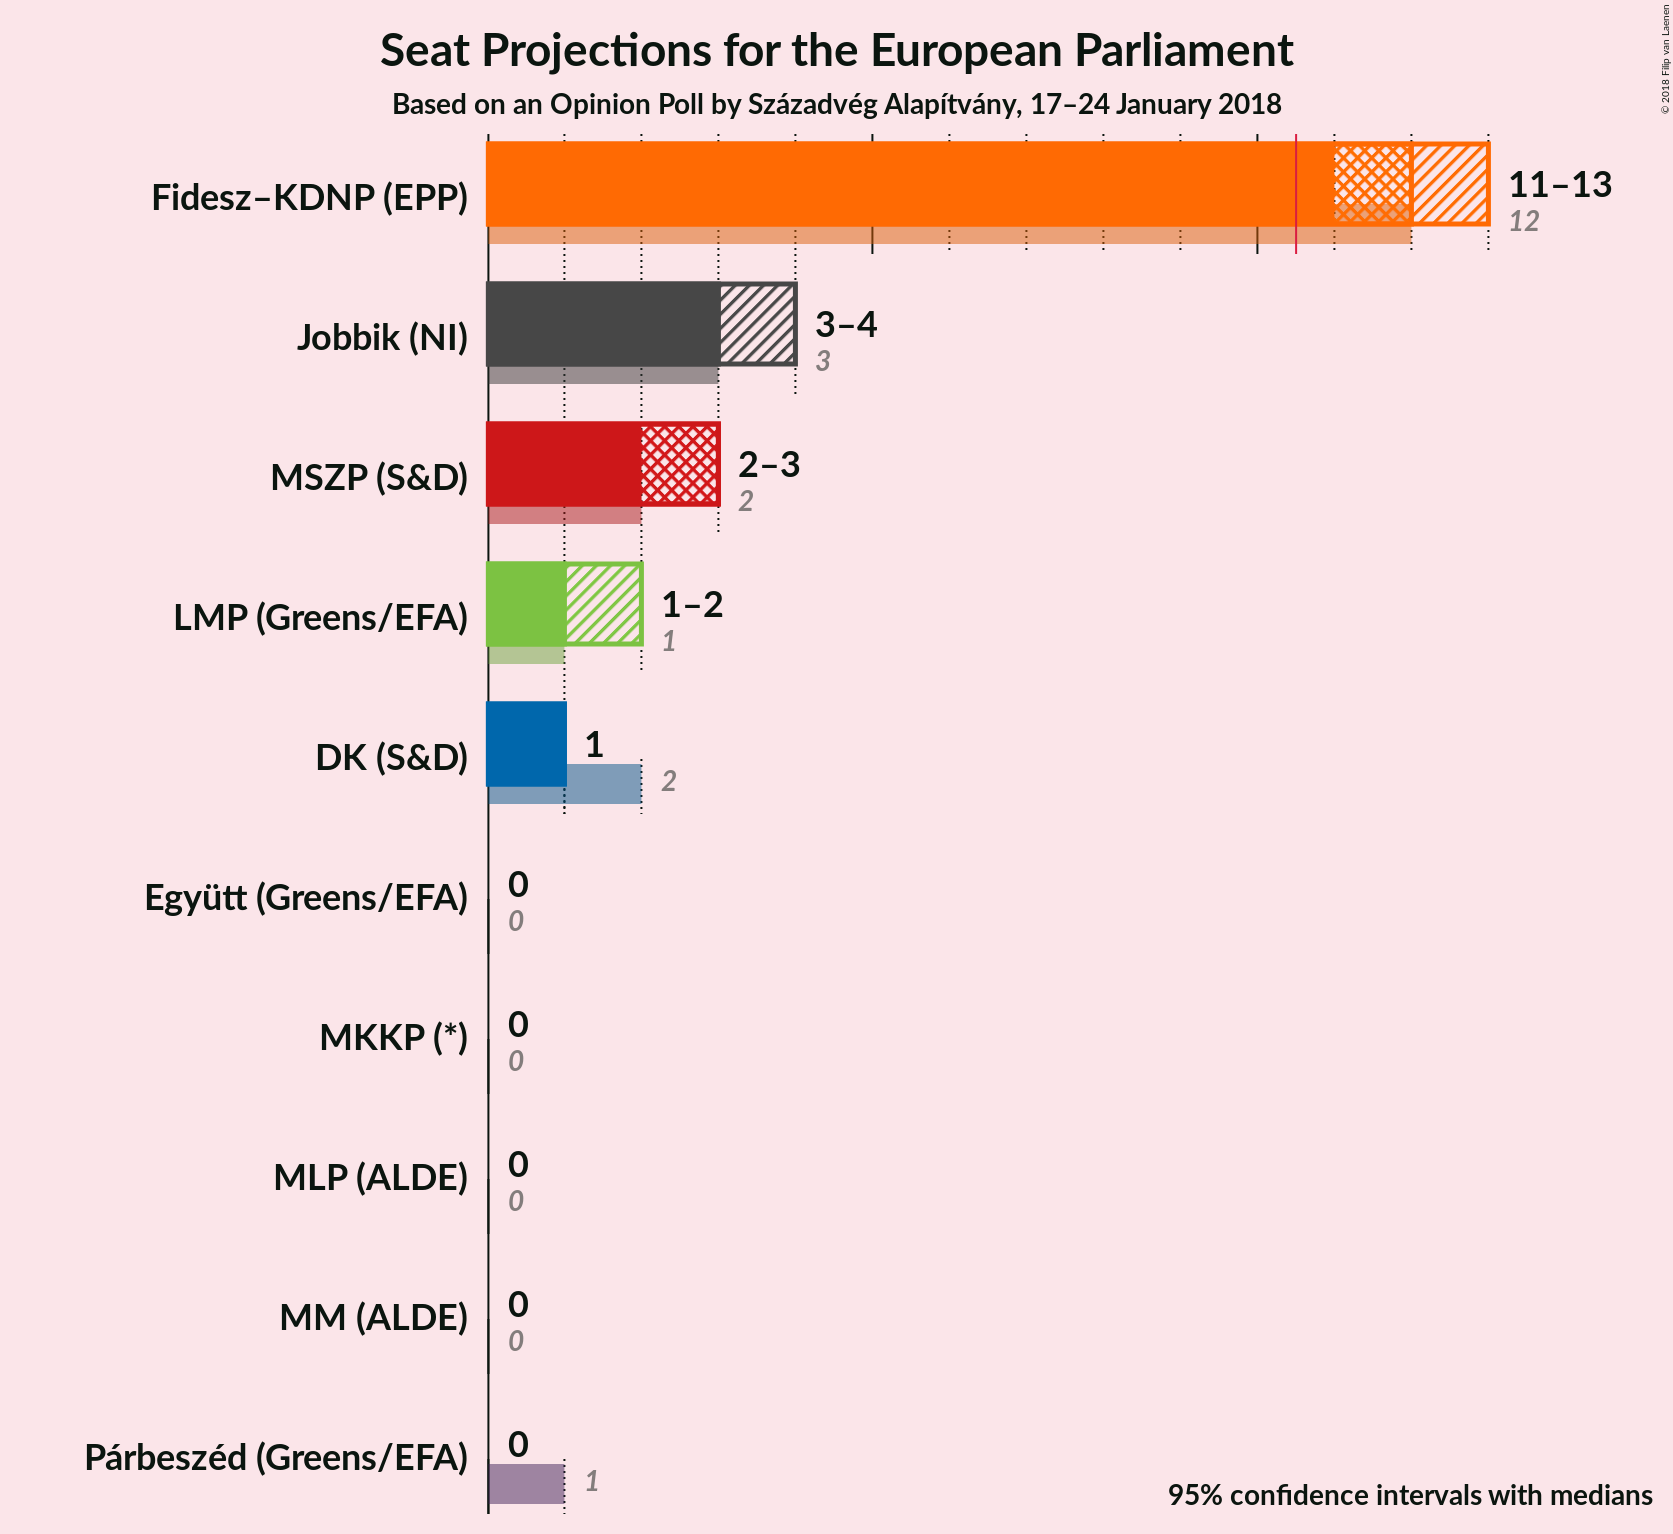 Seat Projections for the European Parliament
Based on an Opinion Poll by Századvég Alapítvány, 17–24 January 2018
© 2018 Filip van Laenen
Fidesz–KDNP (EPP)
11–13
12
Jobbik (NI)
3–4
3
MSZP (S&D)
2–3
2
LMP (Greens/EFA)
1–2
1
DK (S&D)
1
2
Együtt (Greens/EFA)
0
0
MKKP (*)
0
0
MLP (ALDE)
0
0
MM (ALDE)
0
0
Párbeszéd (Greens/EFA)
0
1
95% confidence intervals with medians